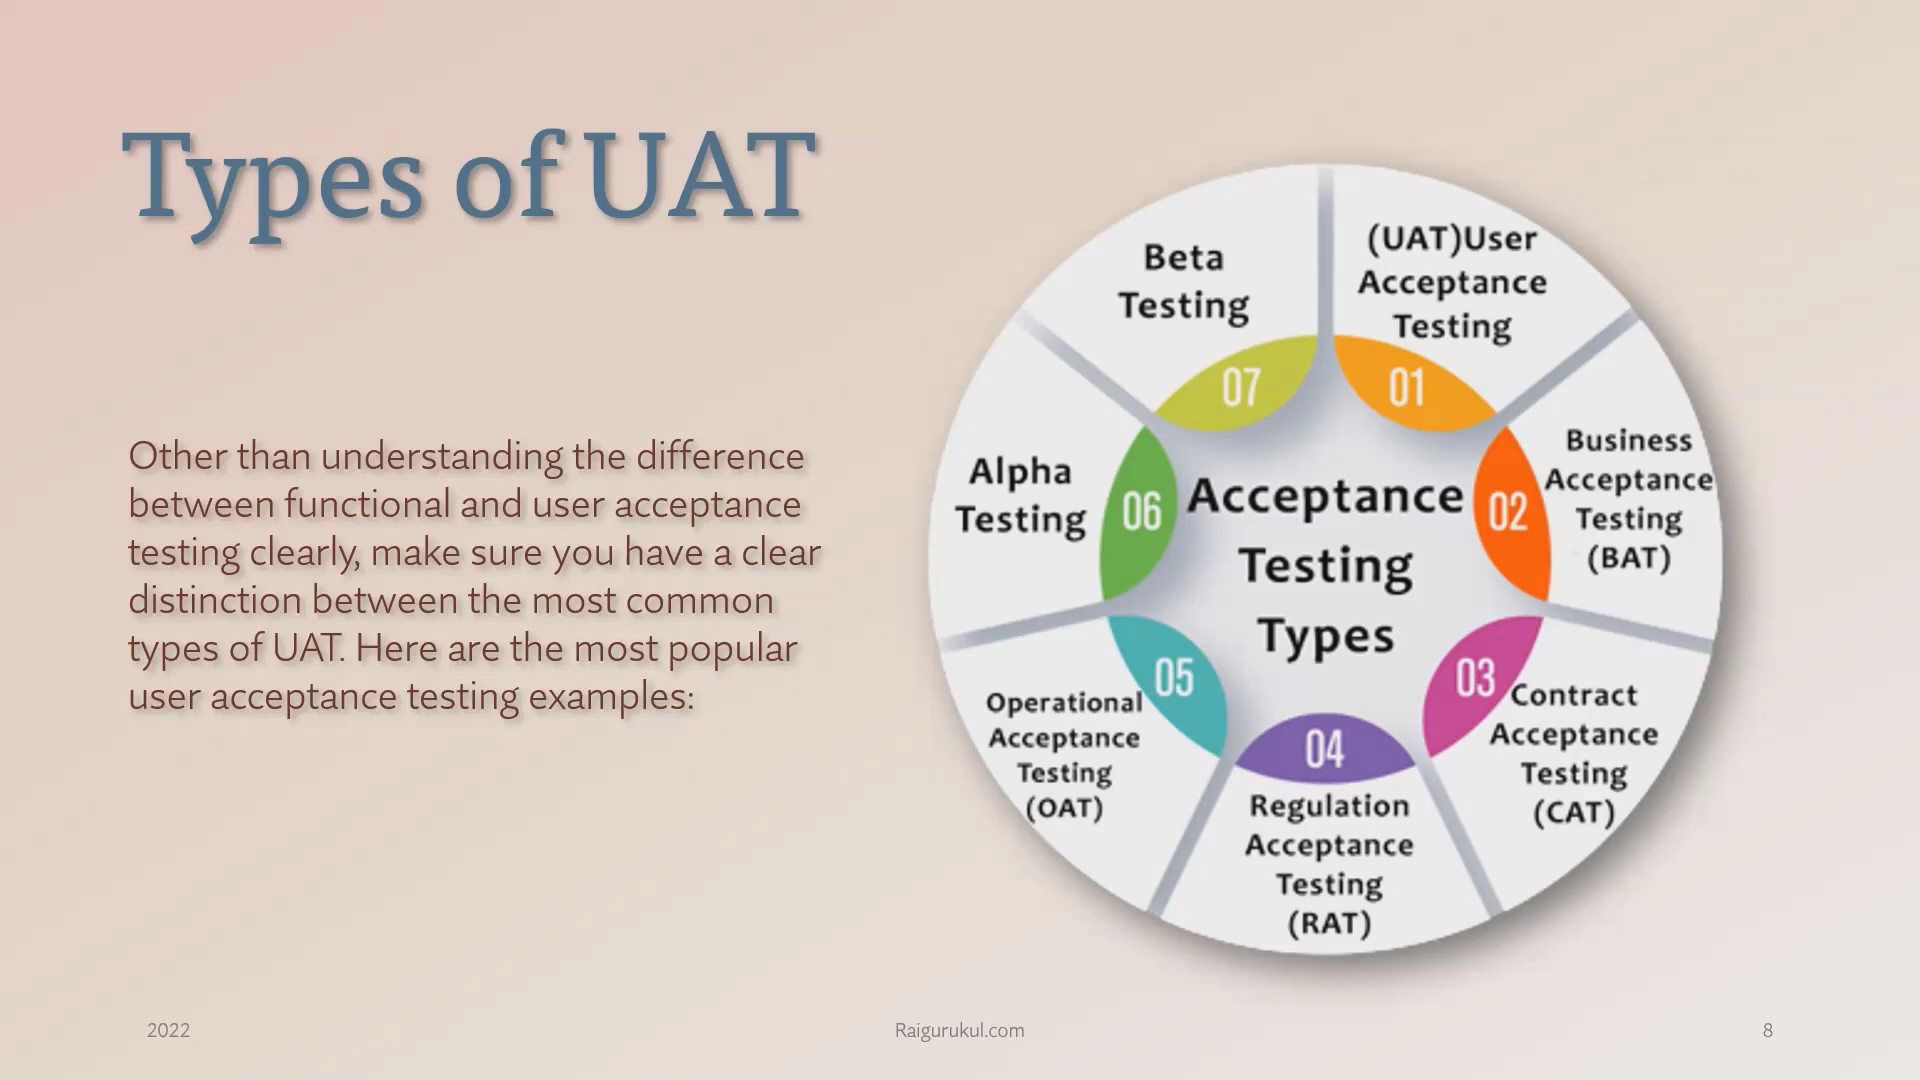 Types of UAT
Other than understanding the difference
between functional and user acceptance
testing clearly, make sure you have a clear
distinction between the most common
types of UAT. Here are the most popular
user acceptance testing examples:
Acceptance
Testing
Types
01
(UAT)User
Acceptance
Testing
02
Business
Acceptance
Testing
(BAT)
03
Contract
Acceptance
Testing
(CAT)
04
Regulation
Acceptance
Testing
(RAT)
05
Operational
Acceptance
Testing
(OAT)
06
Alpha
Testing
07
Beta
Testing
2022
Raigurukul.com
8